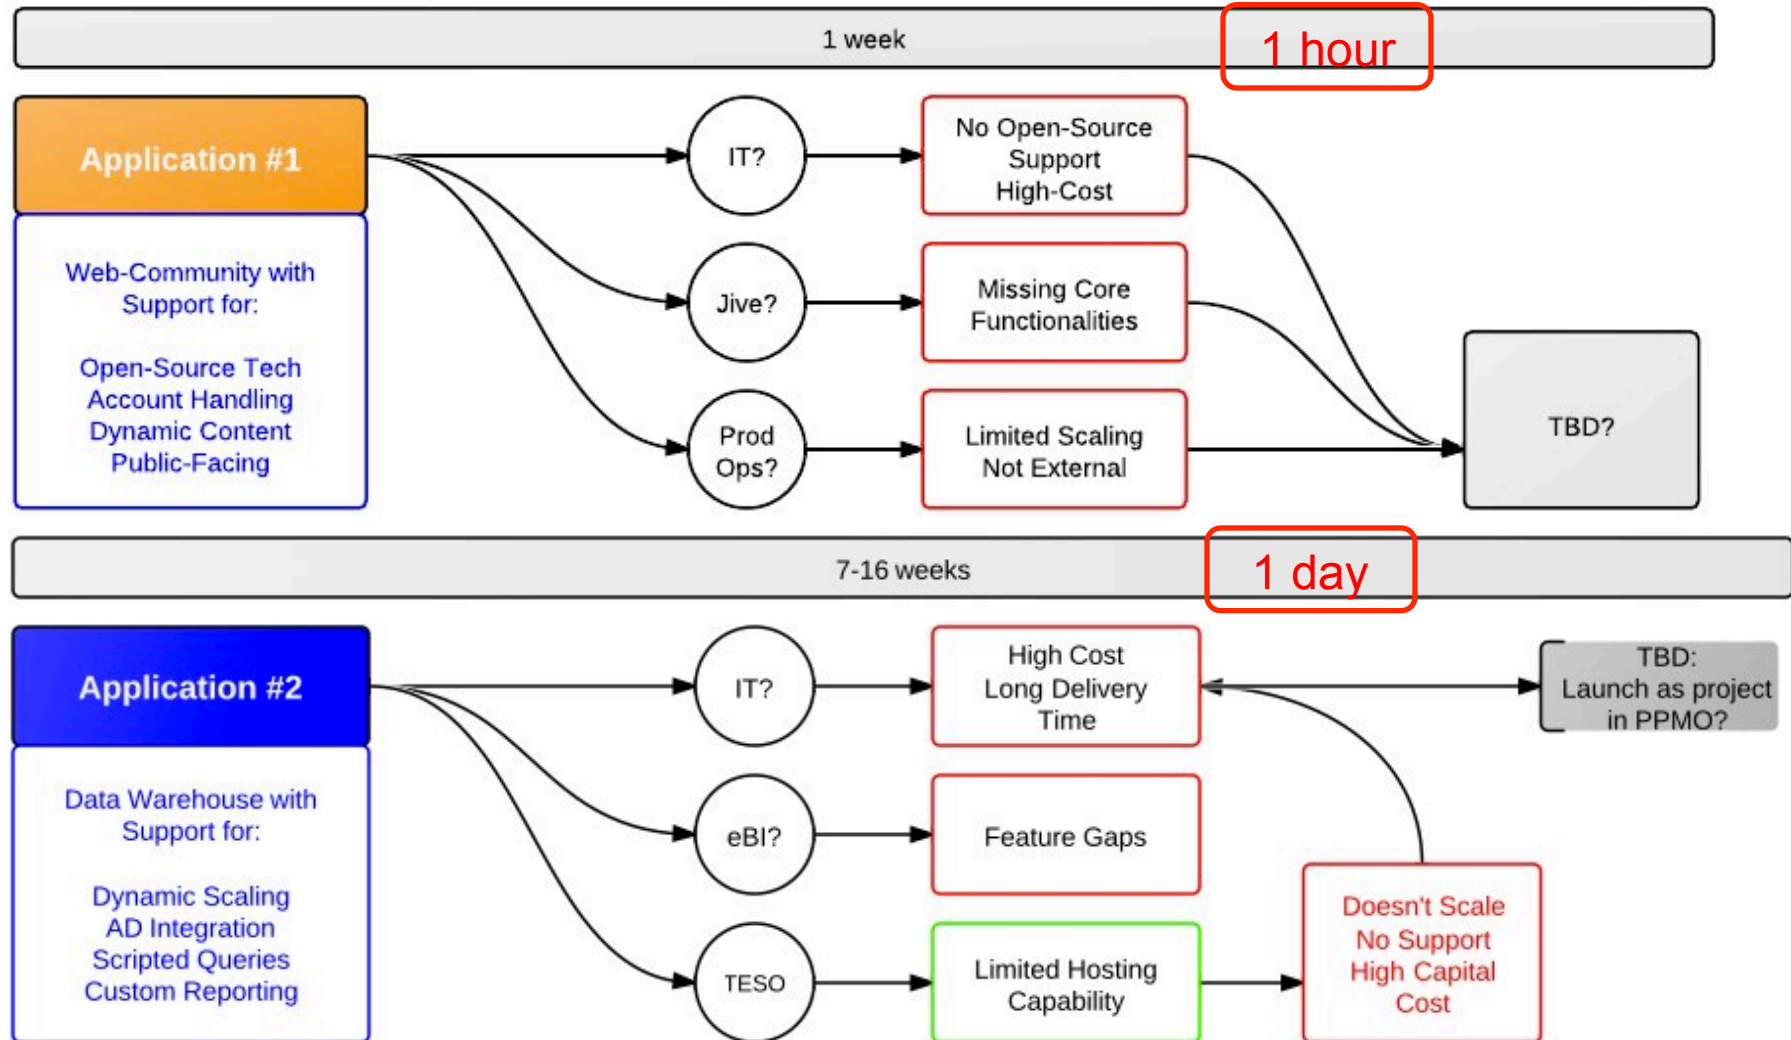 1 week
1 hour
Application #1
Web-Community with
Support for:
Open-Source Tech
Account Handling
Dynamic Content
Public-Facing
IT?
No Open-Source
Support
High-Cost
Jive?
Missing Core
Functionalities
Prod
Ops?
Limited Scaling
Not External
TBD?
7-16 weeks
1 day
Application #2
Data Warehouse with
Support for:
Dynamic Scaling
AD Integration
Scripted Queries
Custom Reporting
IT?
High Cost
Long Delivery
Time
TBD:
Launch as project
in PPMO?
eBI?
Feature Gaps
TESO
Limited Hosting
Capability
Doesn't Scale
No Support
High Capital
Cost